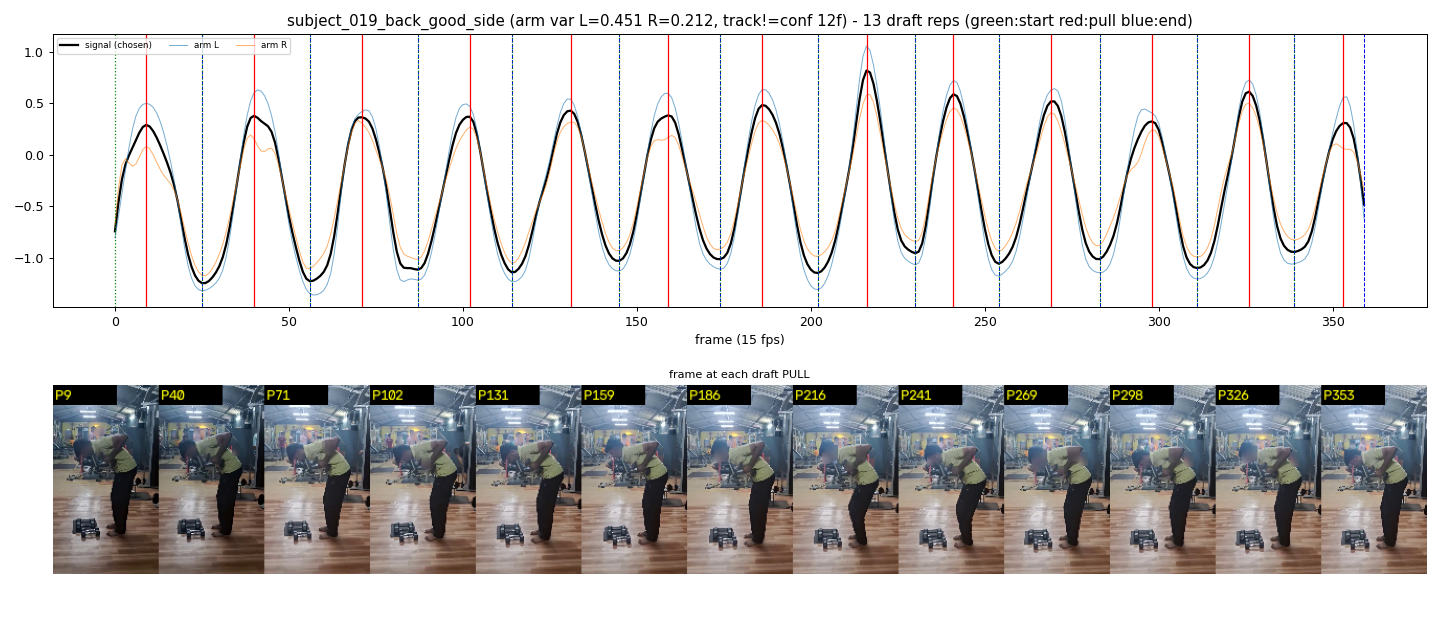 subject_019_back_good_side (arm var L=0.451 R=0.212, track!=conf 12f) - 13 draft reps (green:start red:pull blue:end)
signal (chosen) arm L arm R
1.0
0.5
0.0
−0.5
−1.0
0 50 100 150 200 250 300 350
frame (15 fps)
frame at each draft PULL
P9 P40 P71 P102 P131 P159 P186 P216 P241 P269 P298 P326 P353